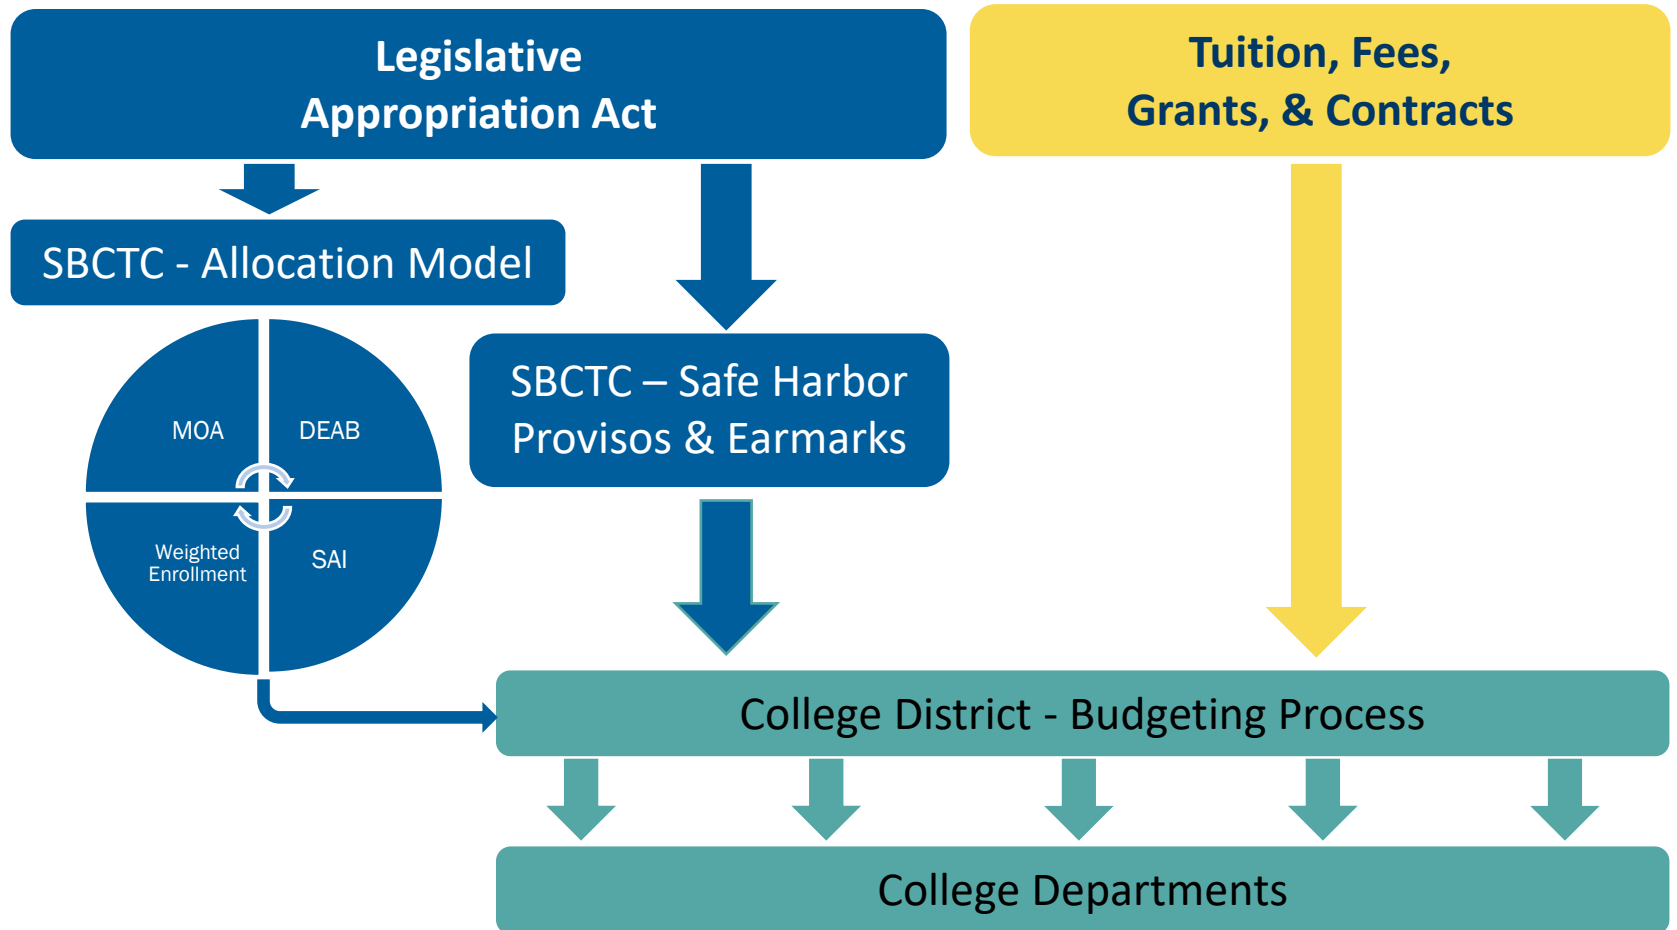 Legislative
Appropriation Act
Tuition, Fees,
Grants, & Contracts
SBCTC - Allocation Model
MOA
DEAB
Weighted
Enrollment
SAI
SBCTC – Safe Harbor
Provisos & Earmarks
College District - Budgeting Process
College Departments